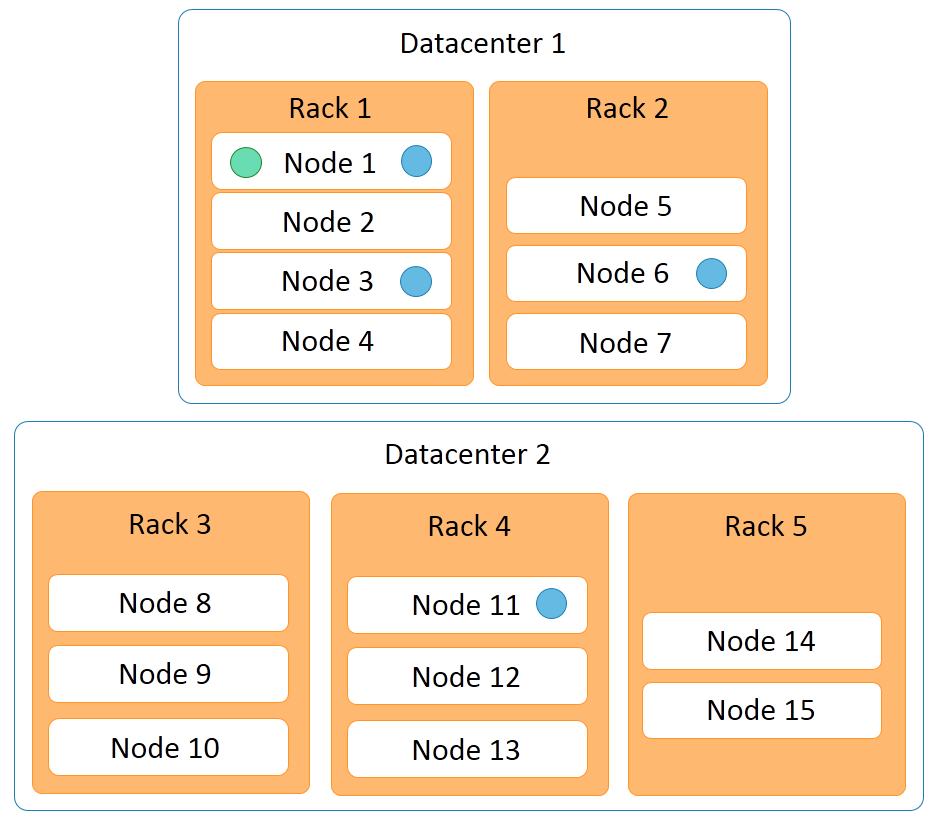 Datacenter 1
Rack 1
Node 1
Node 2
Node 3
Node 4
Rack 2
Node 5
Node 6
Node 7
Datacenter 2
Rack 3
Node 8
Node 9
Node 10
Rack 4
Node 11
Node 12
Node 13
Rack 5
Node 14
Node 15